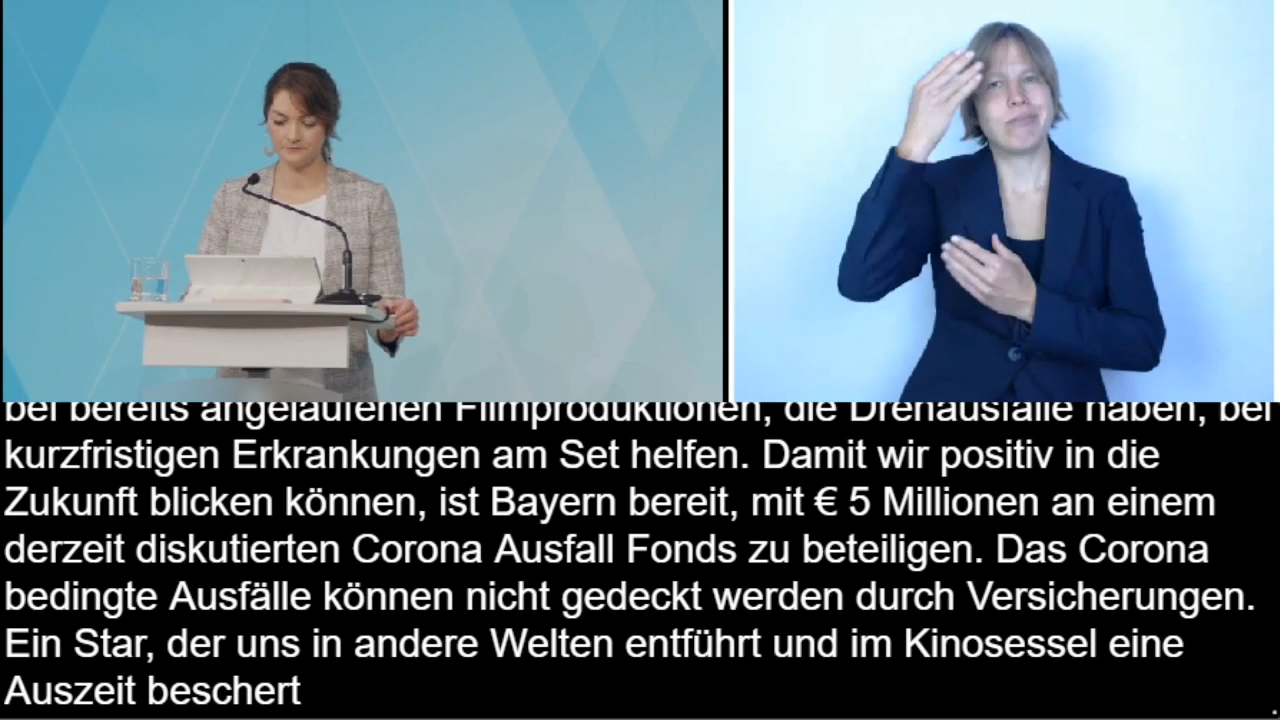 bei bereits angelaufenen Filmproduktionen, die Drehausfälle haben, bei
kurzfristigen Erkrankungen am Set helfen. Damit wir positiv in die
Zukunft blicken können, ist Bayern bereit, mit € 5 Millionen an einem
derzeit diskutierten Corona Ausfall Fonds zu beteiligen. Das Corona
bedingte Ausfälle können nicht gedeckt werden durch Versicherungen.
Ein Star, der uns in andere Welten entführt und im Kinosessel eine
Auszeit beschert